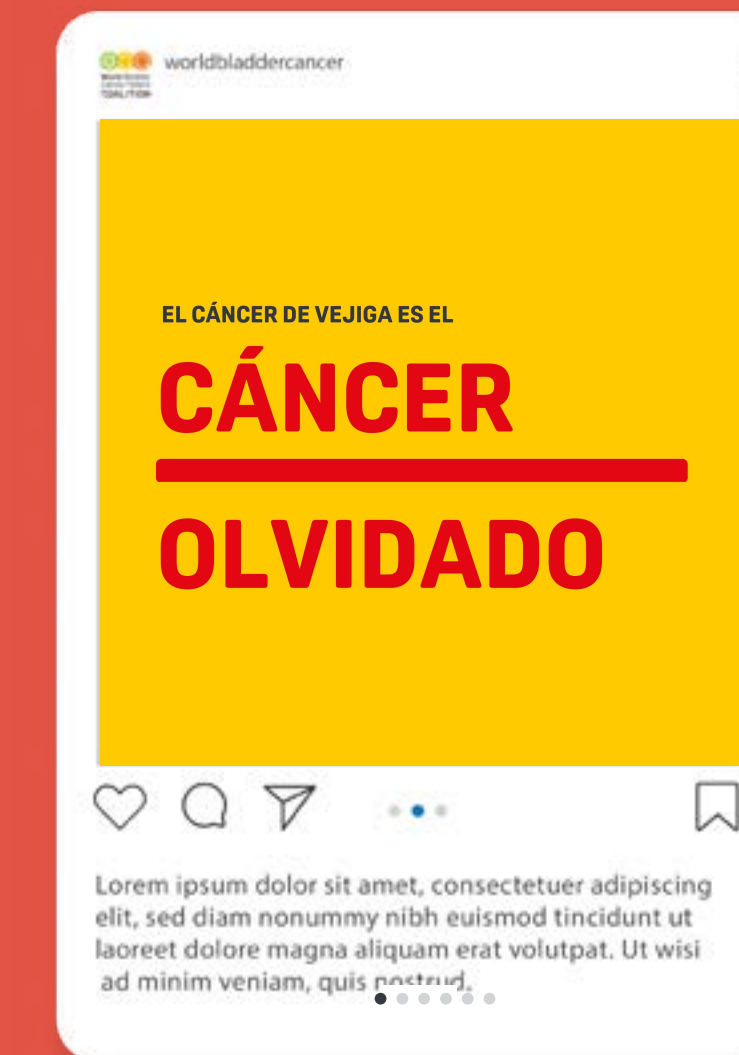 worldbladdercancer
COALITION
EL CÁNCER DE VEJIGA ES EL
CÁNCER
OLVIDADO
Lorem ipsum dolor sit amet, consectetuer adipiscing
elit, sed diam nonummy nibh euismod tincidunt ut
laoreet dolore magna aliquam erat volutpat. Ut wisi
ad minim veniam, quis nostrud.